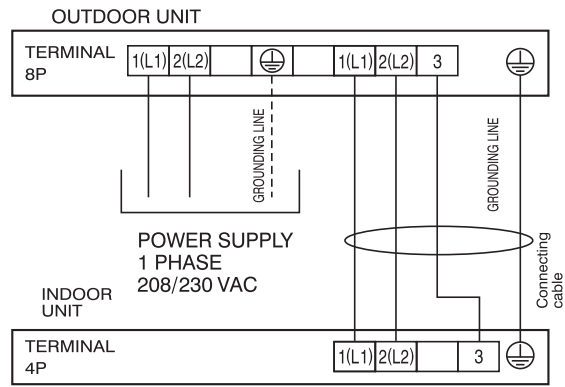 OUTDOOR UNIT
TERMINAL
8P
1(L1) 2(L2) 1(L1) 2(L2) 3
GROUNDING LINE
GROUNDING LINE
POWER SUPPLY
1 PHASE
208/230 VAC
Connecting
cable
INDOOR
UNIT
TERMINAL
4P
1(L1) 2(L2) 3